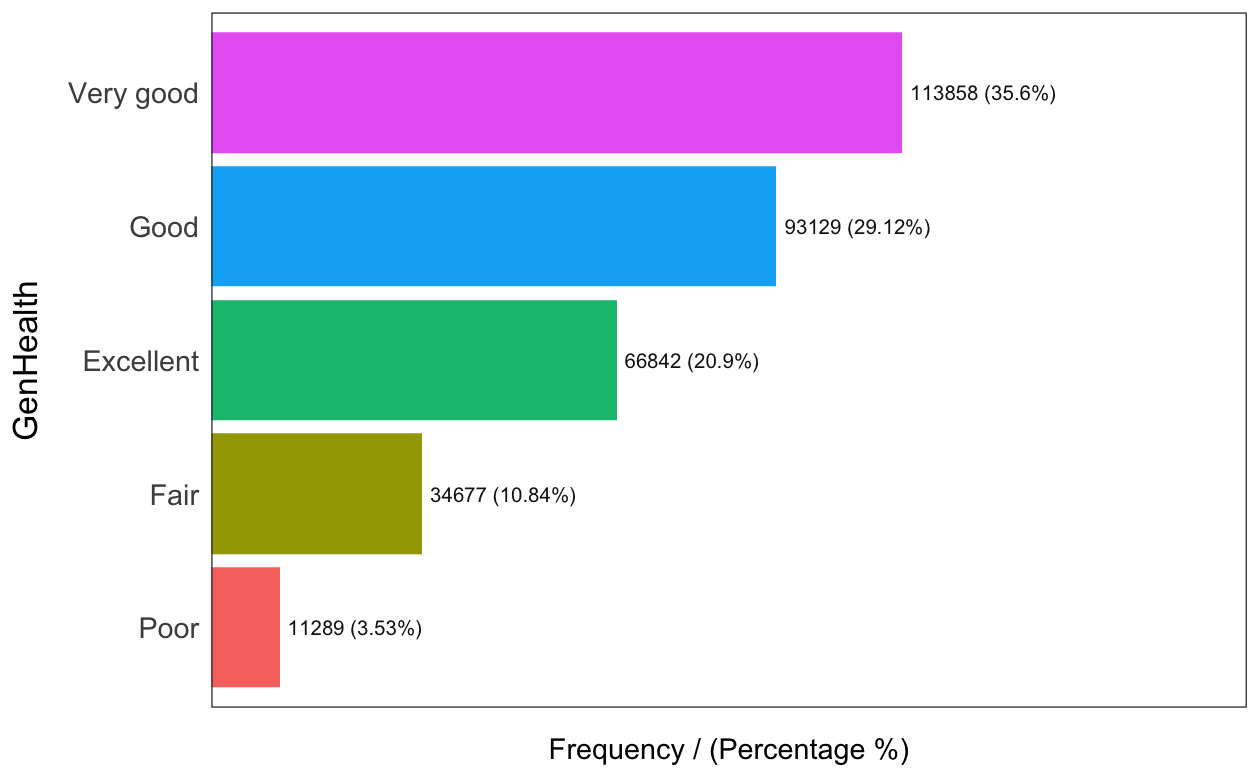 GenHealth
Very good
113858 (35.6%)
Good
93129 (29.12%)
Excellent
66842 (20.9%)
Fair
34677 (10.84%)
Poor
11289 (3.53%)
Frequency / (Percentage %)